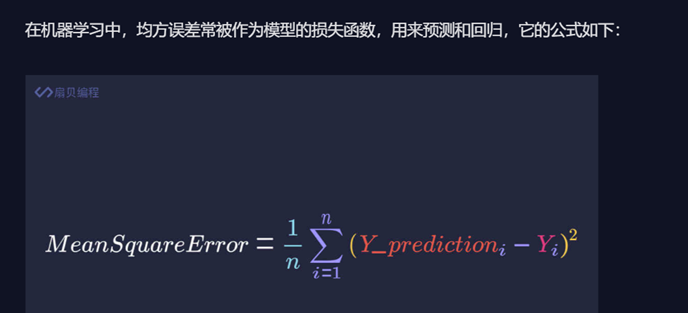 在机器学习中，均方误差常被作为模型的损失函数，用来预测和回归，它的公式如下：
扇贝编程
MeanSquareError = \frac{1}{n} \sum_{i=1}^{n} (Y\_prediction_i - Y_i)^2